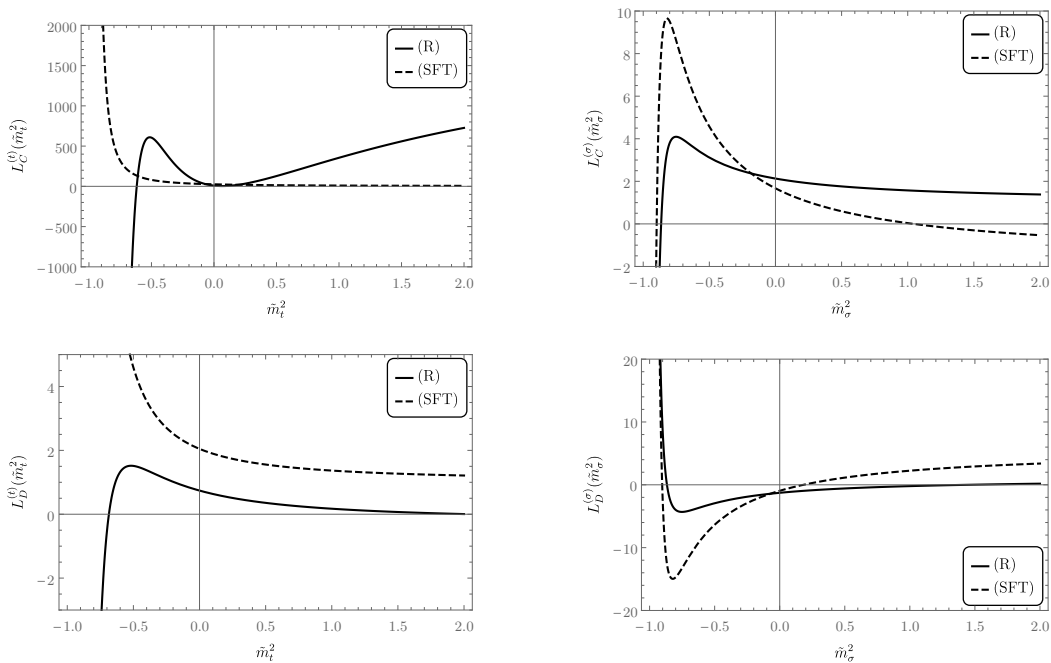 2000
1500
1000
500
0
−500
−1000
−1.0 −0.5 0.0 0.5 1.0 1.5 2.0
L_C^{(t)}(m̃_t^2)
m̃_t^2
(R)
(SFT)
10
8
6
4
2
0
−2
−1.0 −0.5 0.0 0.5 1.0 1.5 2.0
L_C^{(σ)}(m̃_σ^2)
m̃_σ^2
(R)
(SFT)
4
2
0
−2
−1.0 −0.5 0.0 0.5 1.0 1.5 2.0
L_D^{(t)}(m̃_t^2)
m̃_t^2
(R)
(SFT)
20
10
0
−10
−20
−1.0 −0.5 0.0 0.5 1.0 1.5 2.0
L_D^{(σ)}(m̃_σ^2)
m̃_σ^2
(R)
(SFT)